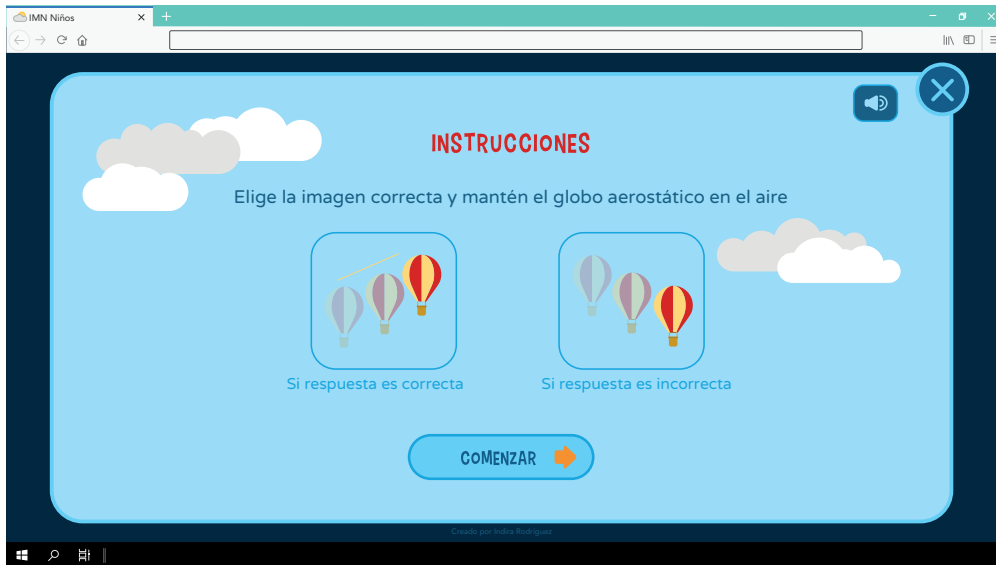 IMN Niños
INSTRUCCIONES
Elige la imagen correcta y mantén el globo aerostático en el aire
Si respuesta es correcta
Si respuesta es incorrecta
COMENZAR
Creado por Indira Rodríguez